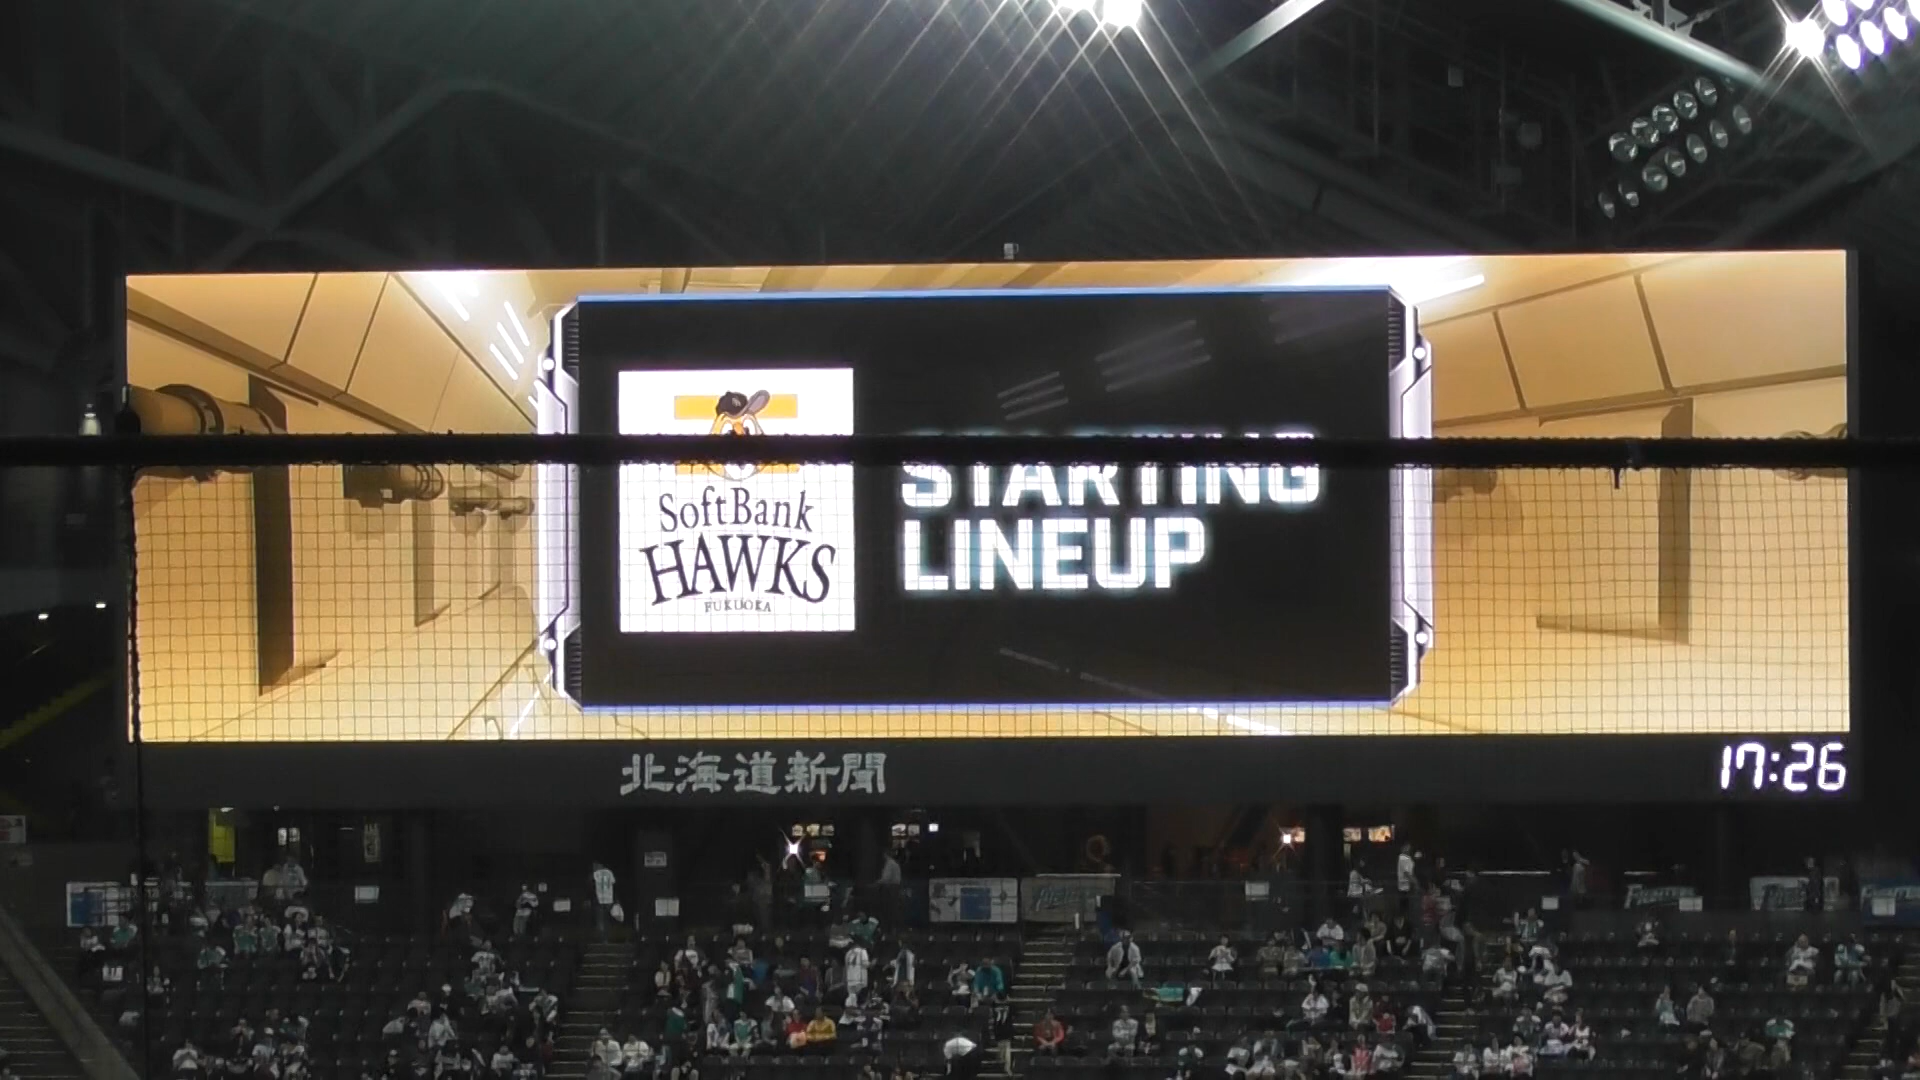 STARTING
LINEUP
SoftBank
HAWKS
FUKUOKA
北海道新聞
17:26